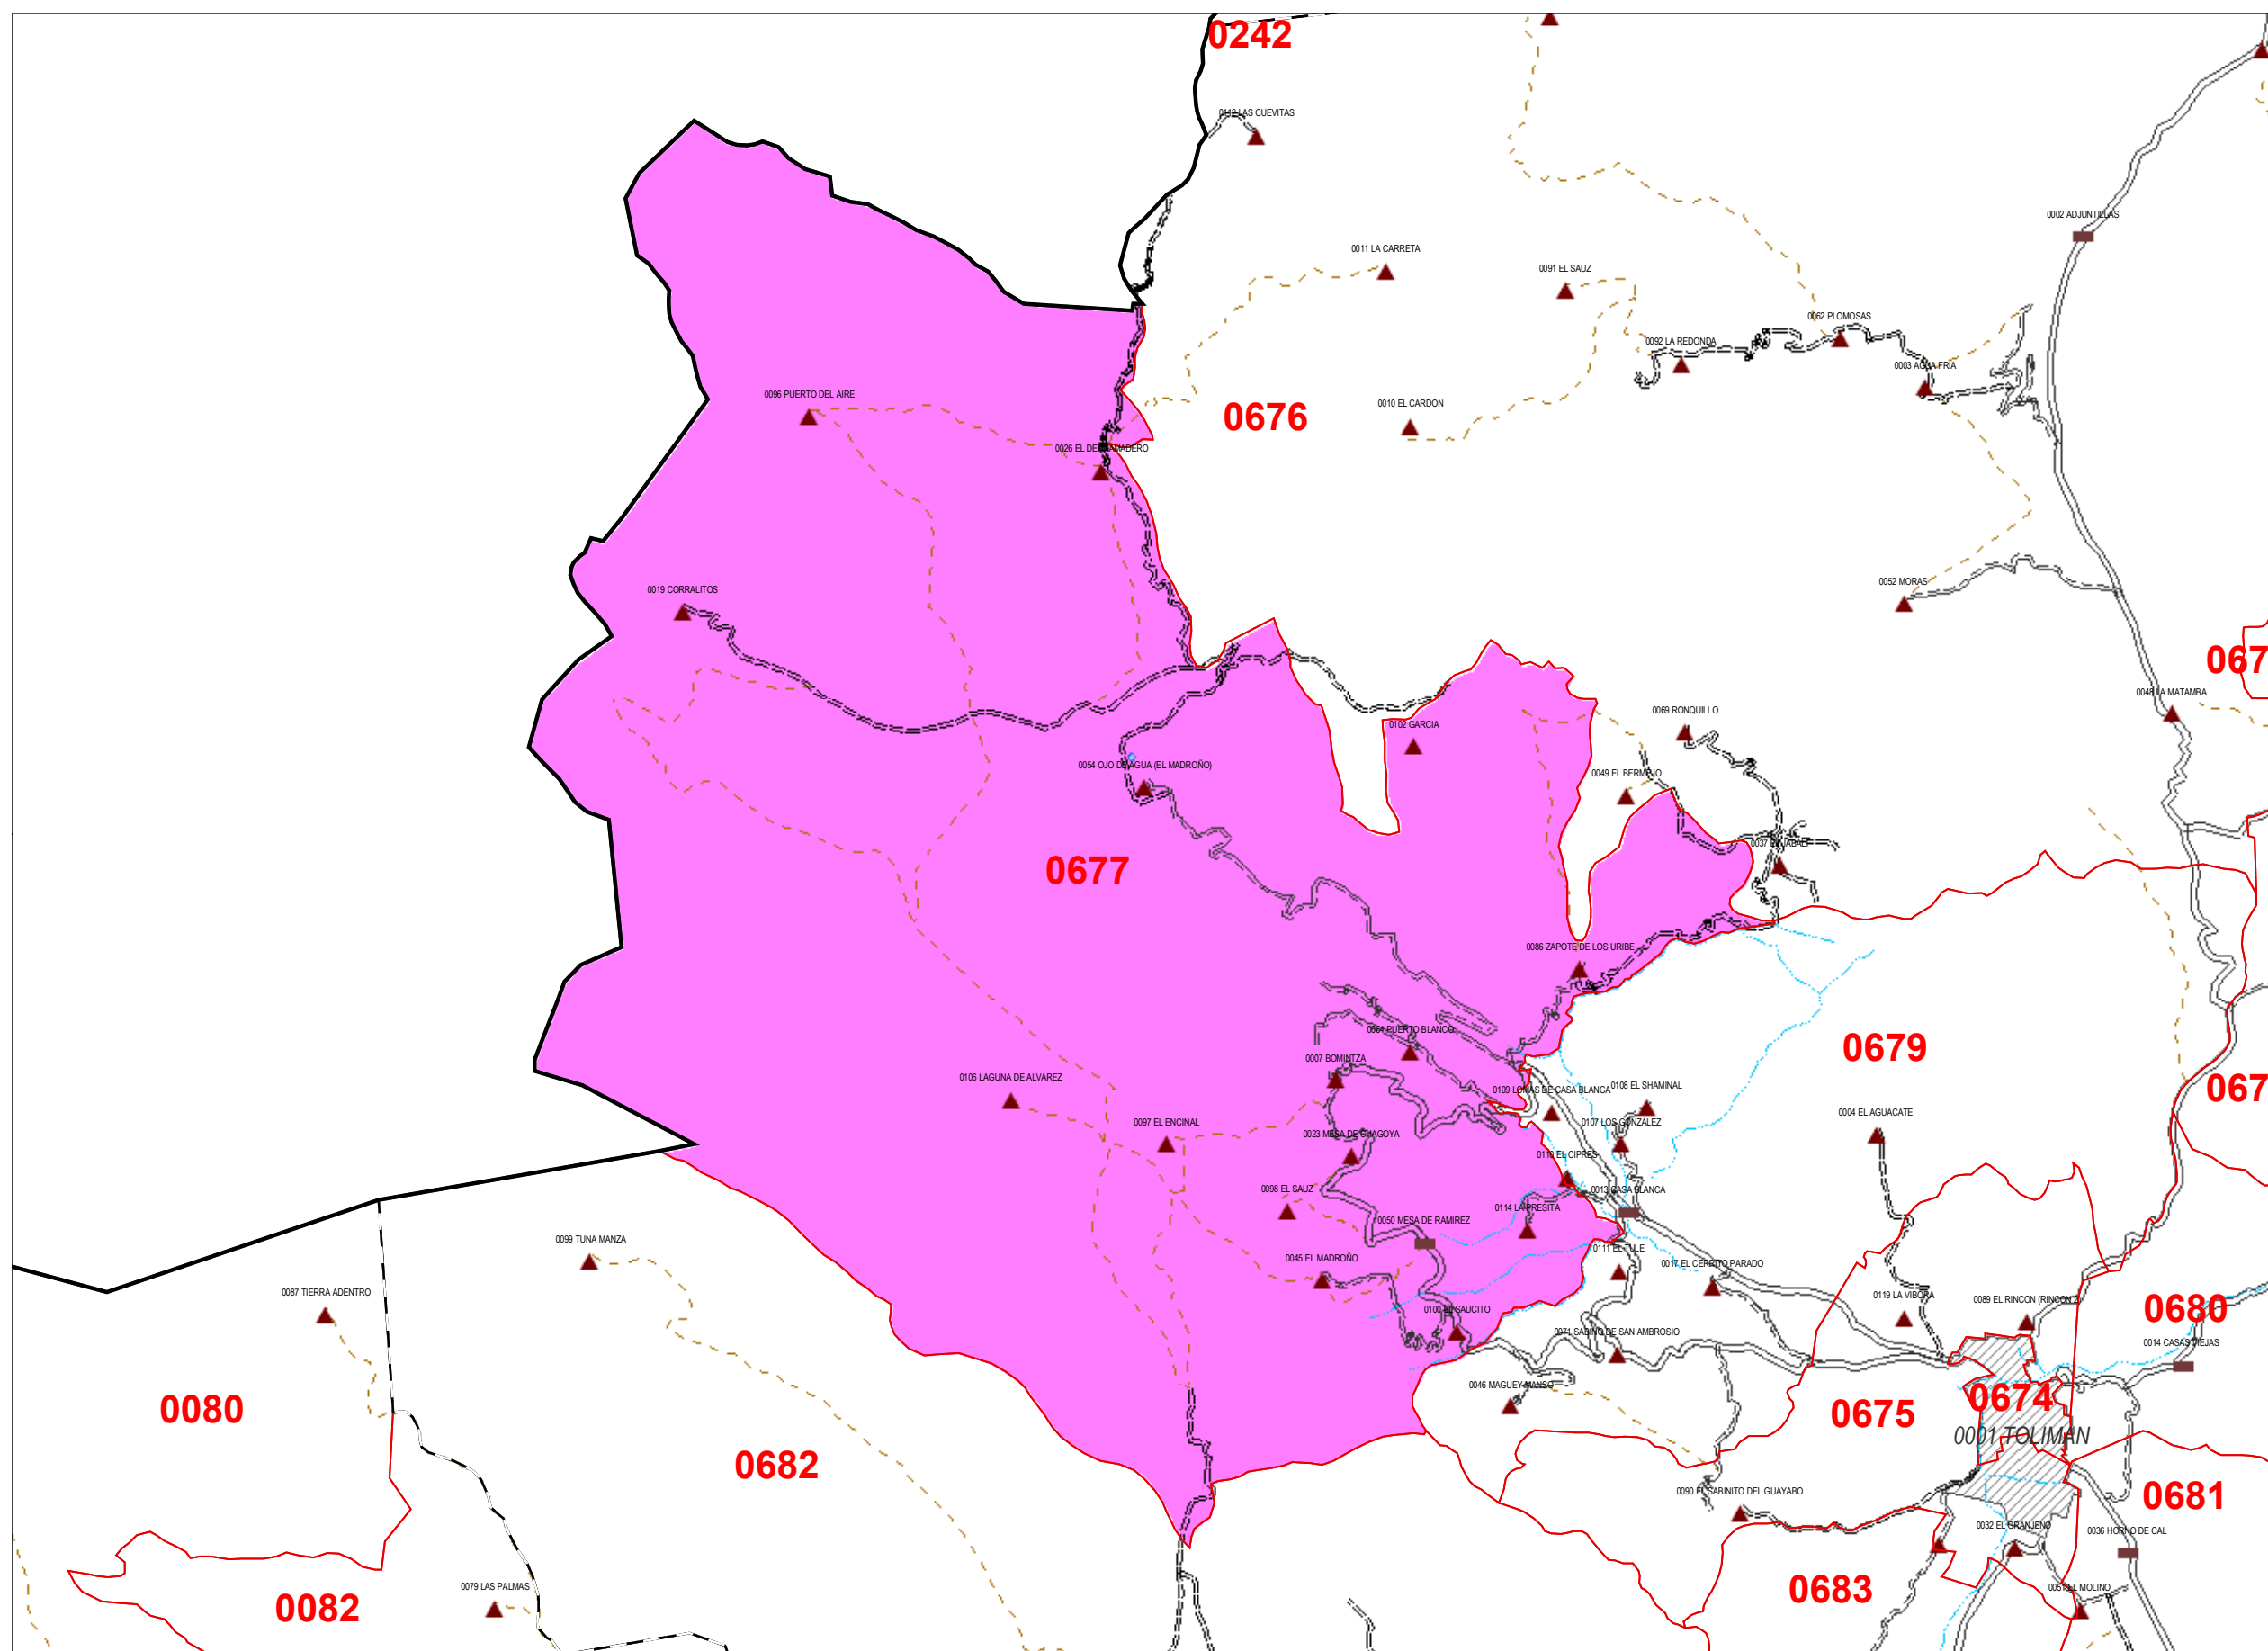 0242
0112 LAS CUEVITAS
0002 ADJUNTILLAS
0011 LA CARRETA
0091 EL SAUZ
0062 PLOMOSAS
0092 LA REDONDA
0003 AGUA FRIA
0096 PUERTO DEL AIRE
0010 EL CARDON
0676
0026 EL DERRAMADERO
0052 MORAS
0019 CORRALITOS
067
0048 LA MATAMBA
0069 RONQUILLO
0102 GARCIA
0054 OJO DE AGUA (EL MADROÑO)
0049 EL BERMEJO
0037 EL JABALI
0677
0086 ZAPOTE DE LOS URIBE
0064 PUERTO BLANCO
0679
0007 BOMINTZA
0106 LAGUNA DE ALVAREZ
0109 LOMAS DE CASA BLANCA
0108 EL SHAMINAL
067
0004 EL AGUACATE
0097 EL ENCINAL
0107 LOS GONZALEZ
0023 MESA DE CHAGOYA
0110 EL CIPRES
0098 EL SAUZ
0013 CASA BLANCA
0114 LA PRESITA
0050 MESA DE RAMIREZ
0099 TUNA MANZA
0111 EL TULE
0045 EL MADROÑO
0017 EL CERRITO PARADO
0087 TIERRA ADENTRO
0119 LA VIBORA
0089 EL RINCON (RINCON 2)
0680
0100 EL SAUCITO
0071 SABINO DE SAN AMBROSIO
0014 CASAS VIEJAS
0046 MAGUEY MANSO
0080
0675
0674
0001 TOLIMAN
0682
0681
0090 EL SABINITO DEL GUAYABO
0032 EL GRANJENO
0036 HORNO DE CAL
0079 LAS PALMAS
0683
0051 EL MOLINO
0082